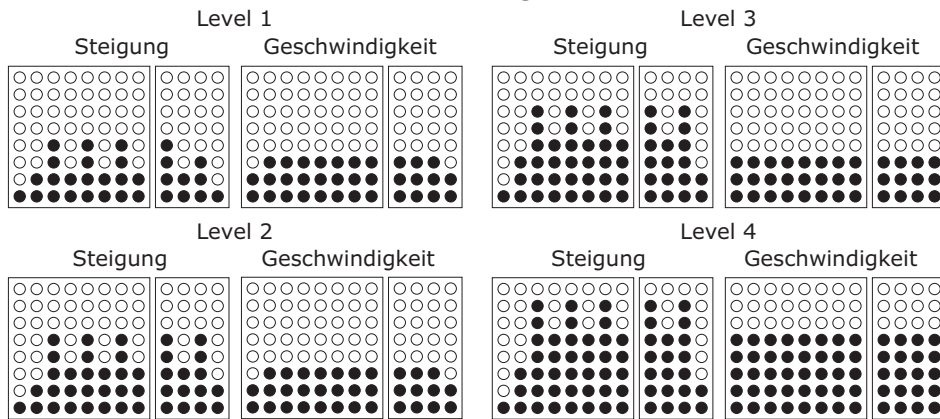 Level 1 Level 3
Steigung Geschwindigkeit Steigung Geschwindigkeit
Level 2 Level 4
Steigung Geschwindigkeit Steigung Geschwindigkeit